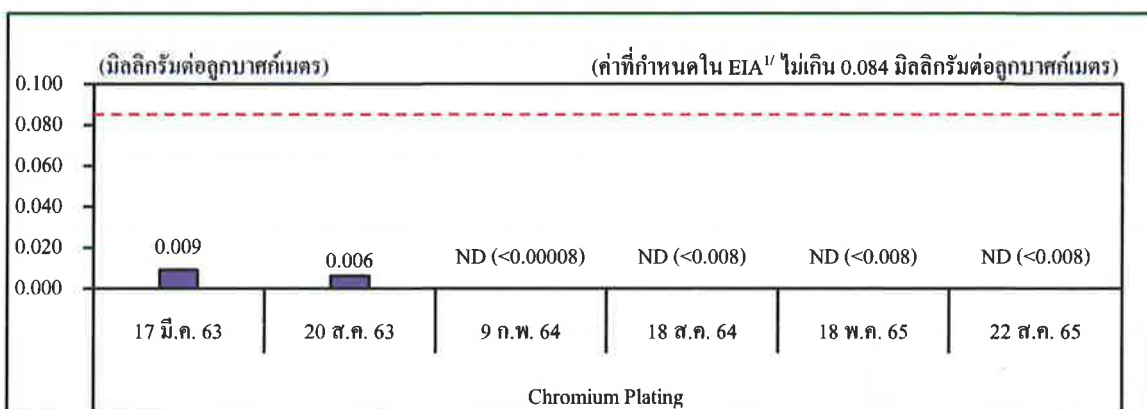 (มิลลิกรัมต่อลูกบาศก์เมตร) (ค่าที่กำหนดใน EIA1/ ไม่เกิน 0.084 มิลลิกรัมต่อลูกบาศก์เมตร)
0.100
0.080
0.060
0.040
0.020
0.000
0.009 0.006 ND (<0.00008) ND (<0.008) ND (<0.008) ND (<0.008)
17 มี.ค. 63 20 ส.ค. 63 9 ก.พ. 64 18 ส.ค. 64 18 พ.ค. 65 22 ส.ค. 65
Chromium Plating